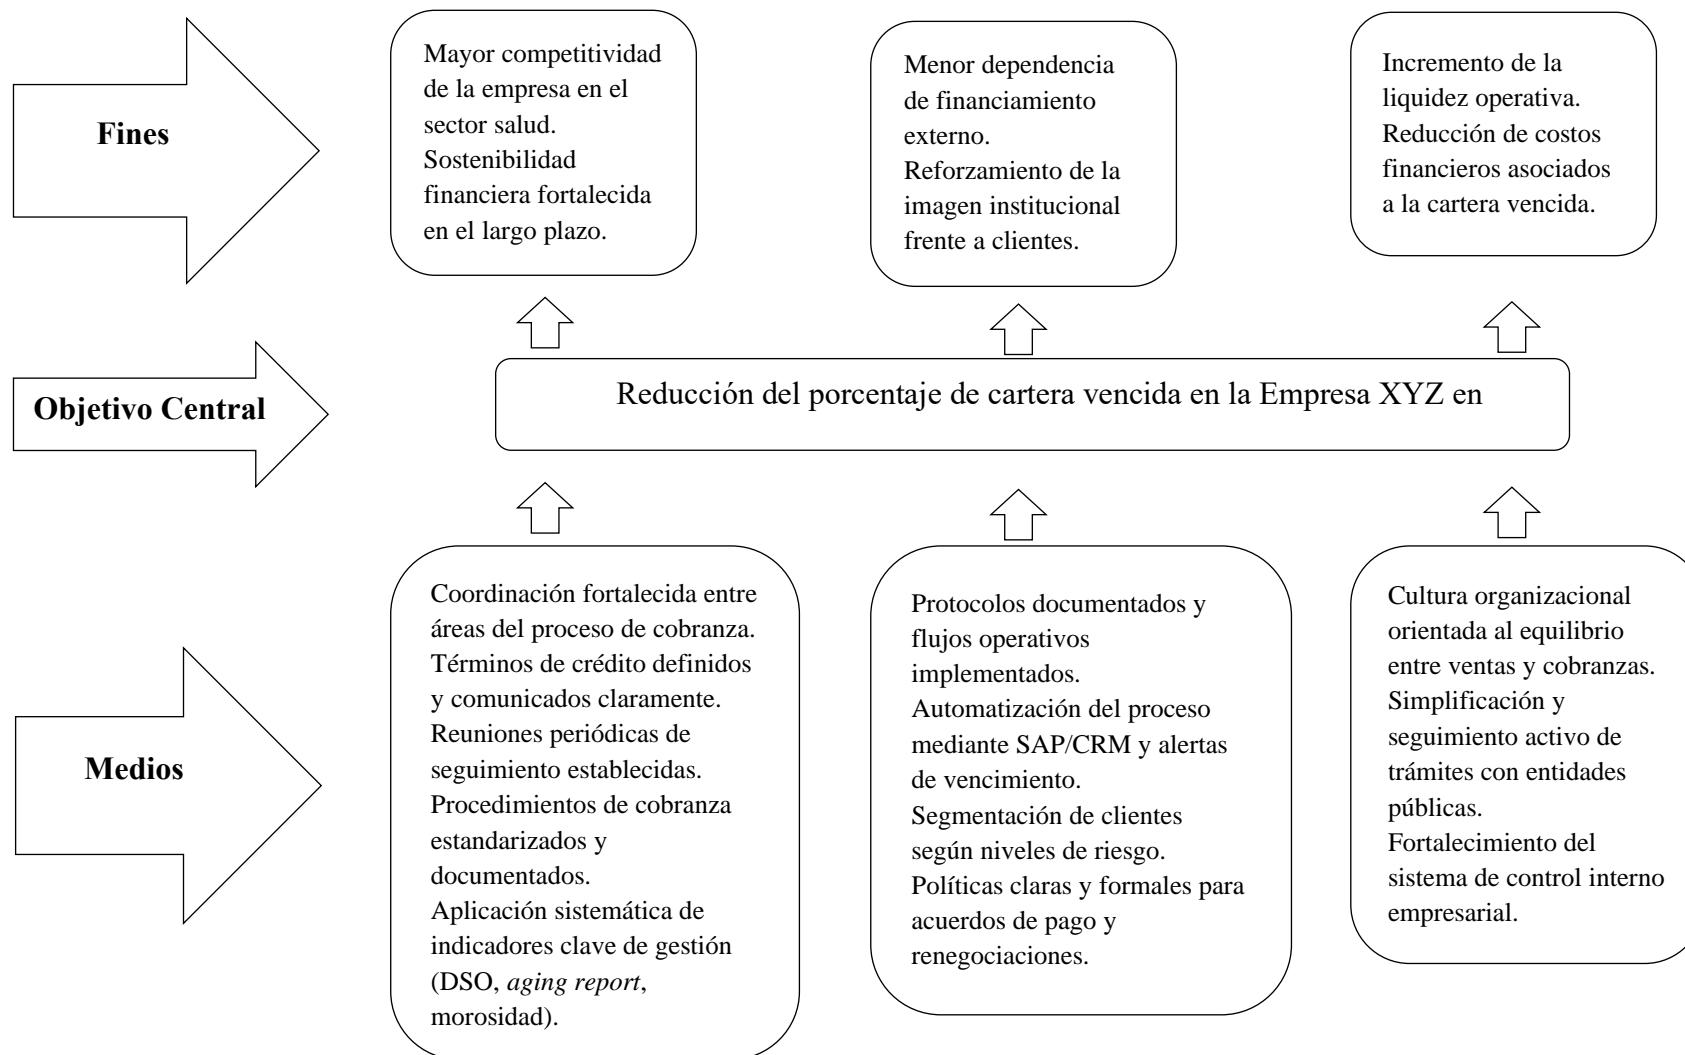 Fines
Mayor competitividad
de la empresa en el
sector salud.
Sostenibilidad
financiera fortalecida
en el largo plazo.
Menor dependencia
de financiamiento
externo.
Reforzamiento de la
imagen institucional
frente a clientes.
Incremento de la
liquidez operativa.
Reducción de costos
financieros asociados
a la cartera vencida.
Objetivo Central
Reducción del porcentaje de cartera vencida en la Empresa XYZ en
Medios
Coordinación fortalecida entre
áreas del proceso de cobranza.
Términos de crédito definidos
y comunicados claramente.
Reuniones periódicas de
seguimiento establecidas.
Procedimientos de cobranza
estandarizados y
documentados.
Aplicación sistemática de
indicadores clave de gestión
(DSO, aging report,
morosidad).
Protocolos documentados y
flujos operativos
implementados.
Automatización del proceso
mediante SAP/CRM y alertas
de vencimiento.
Segmentación de clientes
según niveles de riesgo.
Políticas claras y formales para
acuerdos de pago y
renegociaciones.
Cultura organizacional
orientada al equilibrio
entre ventas y cobranzas.
Simplificación y
seguimiento activo de
trámites con entidades
públicas.
Fortalecimiento del
sistema de control interno
empresarial.